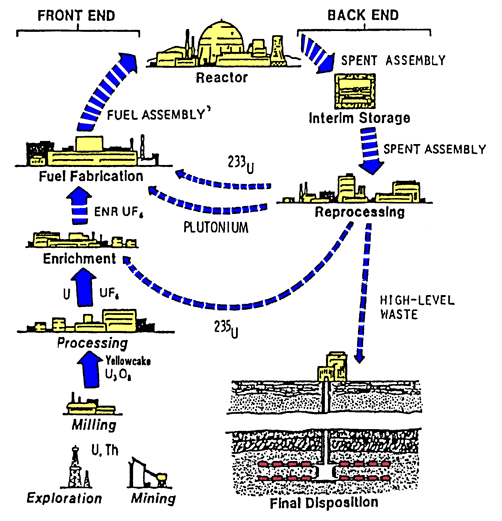 FRONT END
BACK END
Reactor
SPENT ASSEMBLY
Interim Storage
FUEL ASSEMBLY
SPENT ASSEMBLY
Fuel Fabrication
233U
PLUTONIUM
Reprocessing
ENR UF6
Enrichment
U UF6
235U
HIGH-LEVEL
WASTE
Processing
Yellowcake
U3O8
Milling
U, Th
Exploration
Mining
Final Disposition